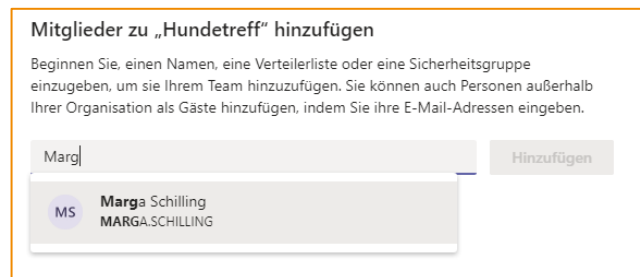 Mitglieder zu „Hundetreff“ hinzufügen
Beginnen Sie, einen Namen, eine Verteilerliste oder eine Sicherheitsgruppe
einzugeben, um sie Ihrem Team hinzuzufügen. Sie können auch Personen außerhalb
Ihrer Organisation als Gäste hinzufügen, indem Sie ihre E-Mail-Adressen eingeben.
Marg
Hinzufügen
MS
Marga Schilling
MARGA.SCHILLING